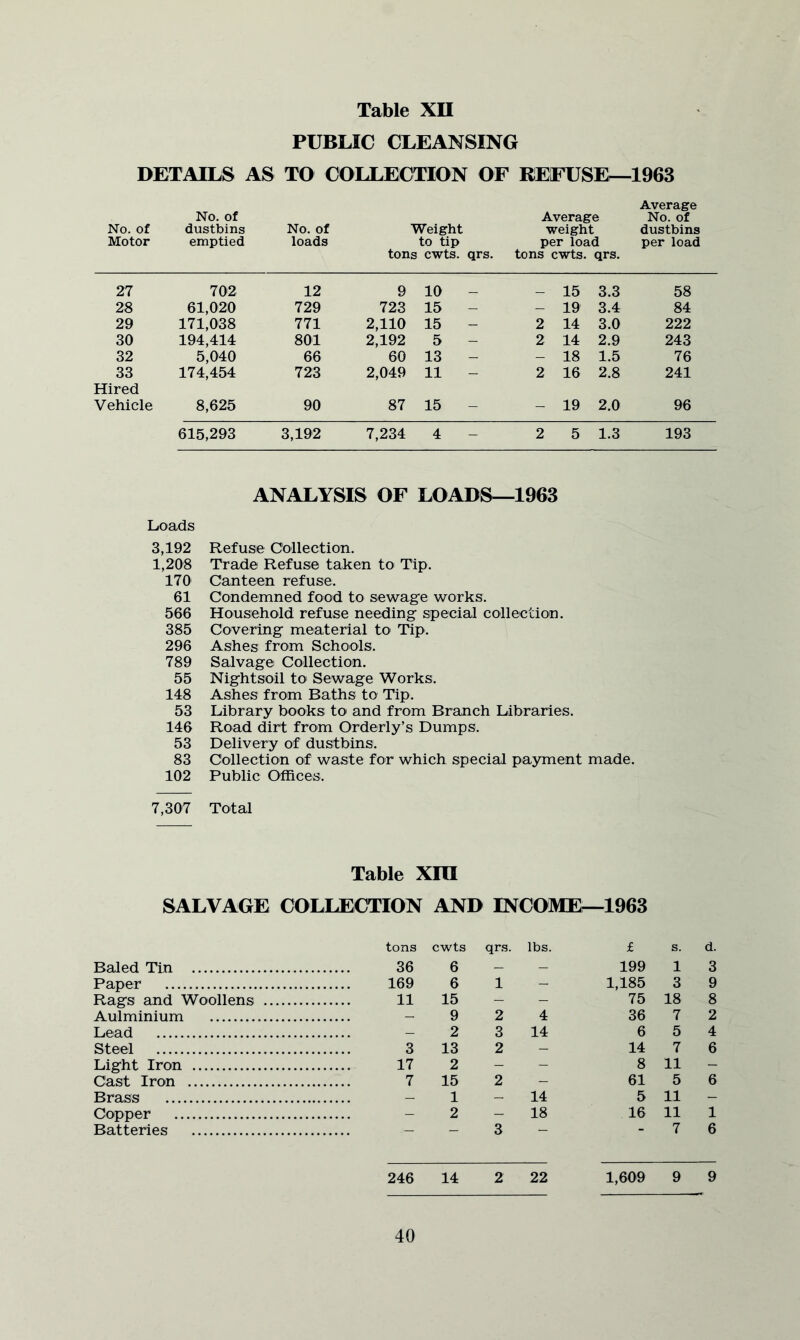 Table XII
PUBLIC CLEANSING
DETAILS AS TO COLLECTION OF REFUSE—1963
No. of Motor No. of dustbins emptied No. of loads Weight to tip tons cwts. qrs. Average weight per load tons cwts. qrs. Average No. of dustbins per load
27 702 12 9 10 – – 15 3.3 58
28 61,020 729 723 15 – – 19 3.4 84
29 171,038 771 2,110 15 – 2 14 3.0 222
30 194,414 801 2,192 5 – 2 14 2.9 243
32 5,040 66 60 13 – – 18 1.5 76
33 174,454 723 2,049 11 – 2 16 2.8 241
Hired
Vehicle 8,625 90 87 15 – – 19 2.0 96
615,293 3,192 7,234 4 – 2 5 1.3 193
ANALYSIS OF LOADS—1963
Loads
3,192 Refuse Collection.
1,208 Trade Refuse taken to Tip.
170 Canteen refuse.
61 Condemned food to sewage works.
566 Household refuse needing special collection.
385 Covering meaterial to Tip.
296 Ashes from Schools.
789 Salvage Collection.
55 Nightsoil to Sewage Works.
148 Ashes from Baths to Tip.
53 Library books to and from Branch Libraries.
146 Road dirt from Orderly's Dumps.
53 Delivery of dustbins.
83 Collection of waste for which special payment made.
102 Public Offices.
7,307 Total
Table XIII
SALVAGE COLLECTION AND INCOME—1963
tons cwts qrs. lbs. £ s. d.
Baled Tin ........ 36 6 – – 199 1 3
Paper ........ 169 6 1 – 1,185 3 9
Rags and Woollens ........ 11 15 – – 75 18 8
Aulminium ........ – 9 2 4 36 7 2
Lead ........ – 2 3 14 6 5 4
Steel ........ 3 13 2 – 14 7 6
Light Iron ........ 17 2 – – 8 11 –
Cast Iron ........ 7 15 2 – 61 5 6
Brass ........ – 1 – 14 5 11 –
Copper ........ – 2 – 18 16 11 1
Batteries ........ – – 3 – - 7 6
246 14 2 22 1,609 9 9
40